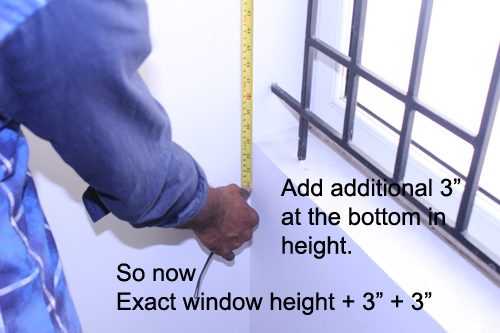 Add additional 3”
at the bottom in
height.
So now
Exact window height + 3” + 3”